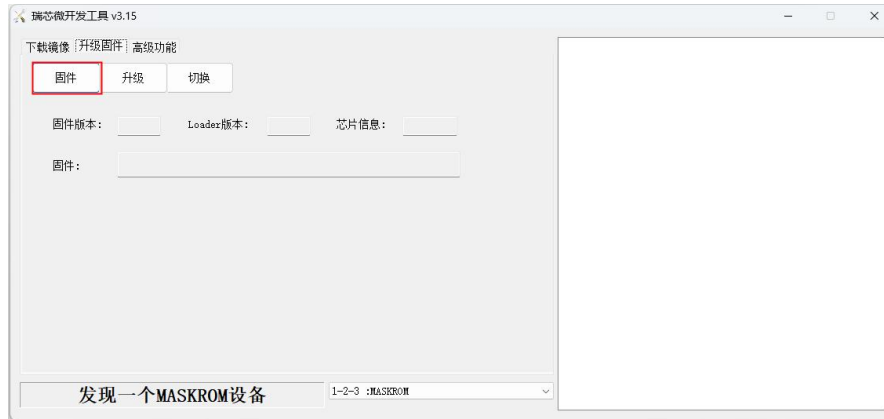 瑞芯微开发工具 v3.15
下载镜像 升级固件 高级功能
固件 升级 切换
固件版本: Loader版本: 芯片信息:
固件:
发现一个MASKROM设备 1-2-3 :MASKROM